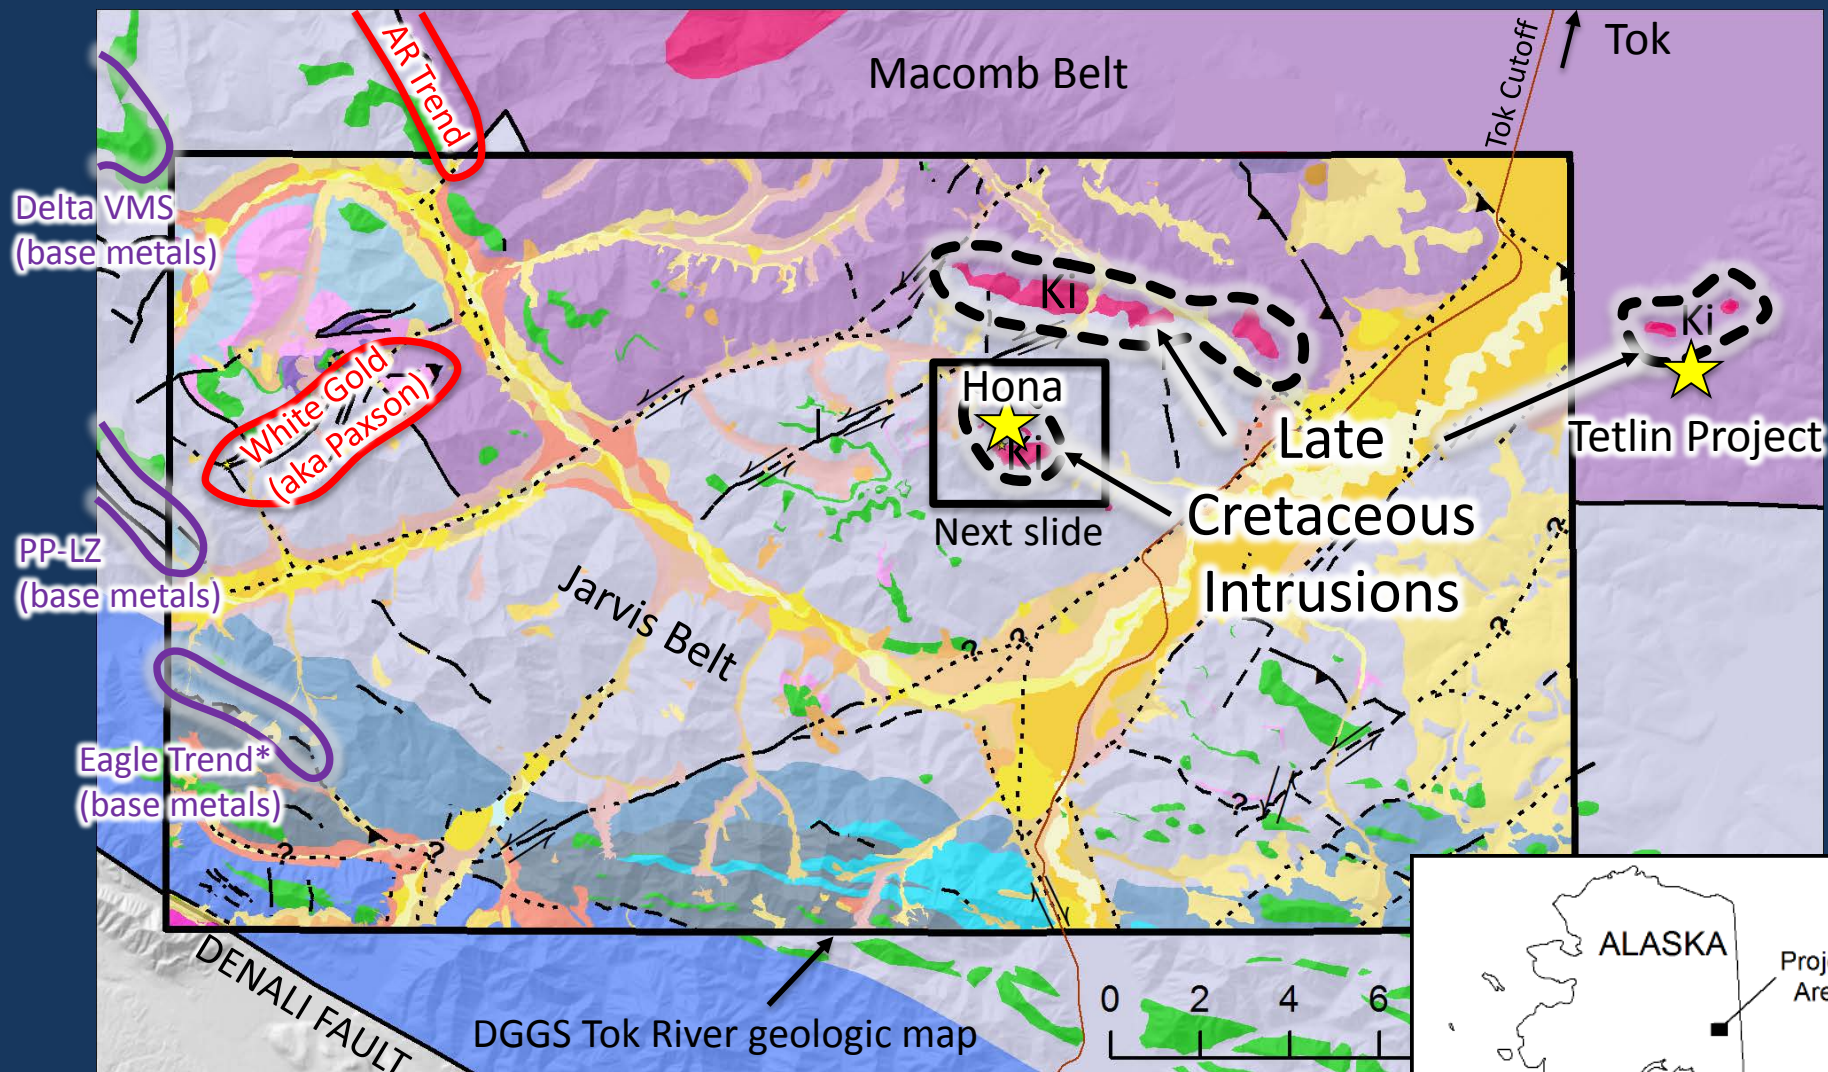 AR Trend
Macomb Belt
Tok Cutoff
Tok
Delta VMS
(base metals)
Ki
Ki
Hona
Ki
White Gold
(aka Paxson)
Late
Cretaceous
Intrusions
Tetlin Project
Next slide
PP-LZ
(base metals)
Jarvis Belt
?
?
?
?
Eagle Trend*
(base metals)
?
?
?
DENALI FAULT
DGGS Tok River geologic map
0 2 4 6
ALASKA
Proj
Are